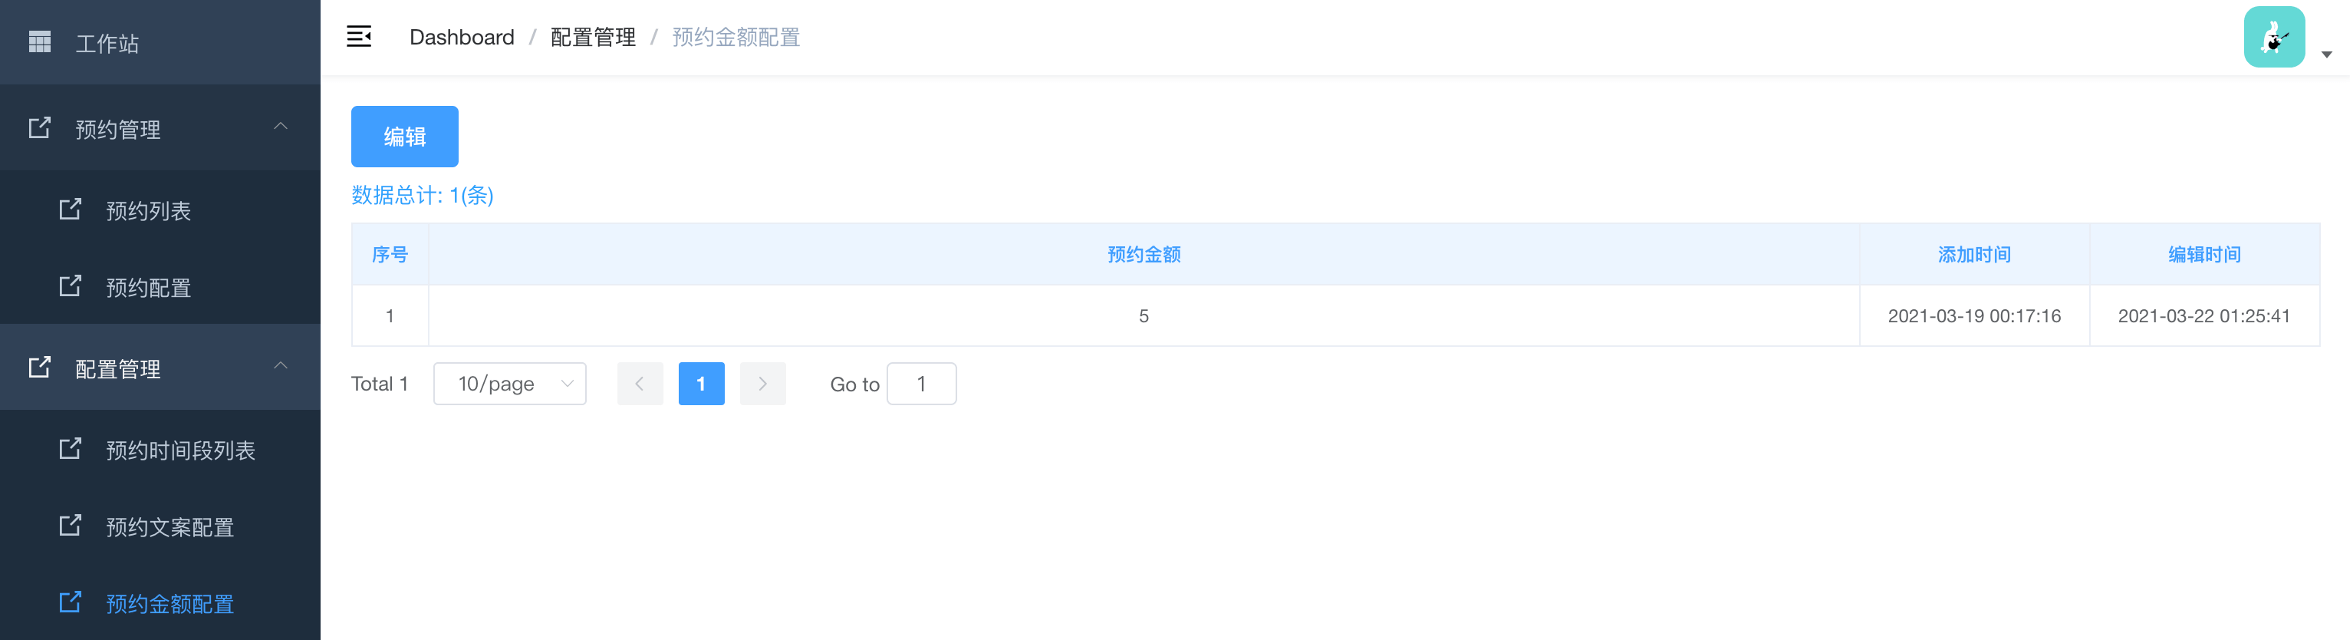 工作站
预约管理
预约列表
预约配置
配置管理
预约时间段列表
预约文案配置
预约金额配置
Dashboard / 配置管理 / 预约金额配置
编辑
数据总计: 1(条)
序号 预约金额 添加时间 编辑时间
1 5 2021-03-19 00:17:16 2021-03-22 01:25:41
Total 1 10/page 1 Go to 1